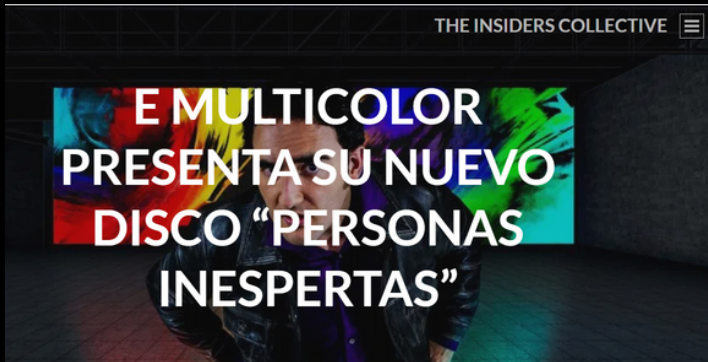 THE INSIDERS COLLECTIVE
E MULTICOLOR
PRESENTA SU NUEVO
DISCO “PERSONAS
INESPERTAS”